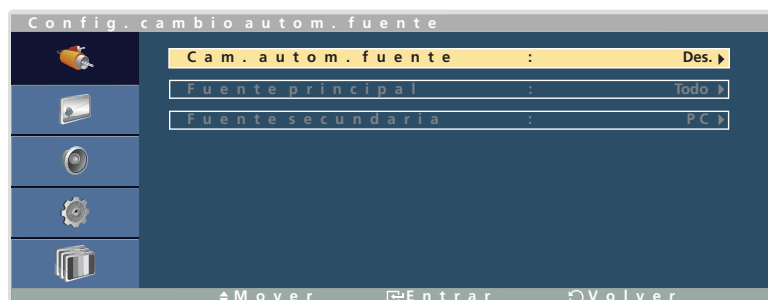 Config. cambio autom. fuente
Cam. autom. fuente : Des.
Fuente principal : Todo
Fuente secundaria : PC
Mover Entrar Volver